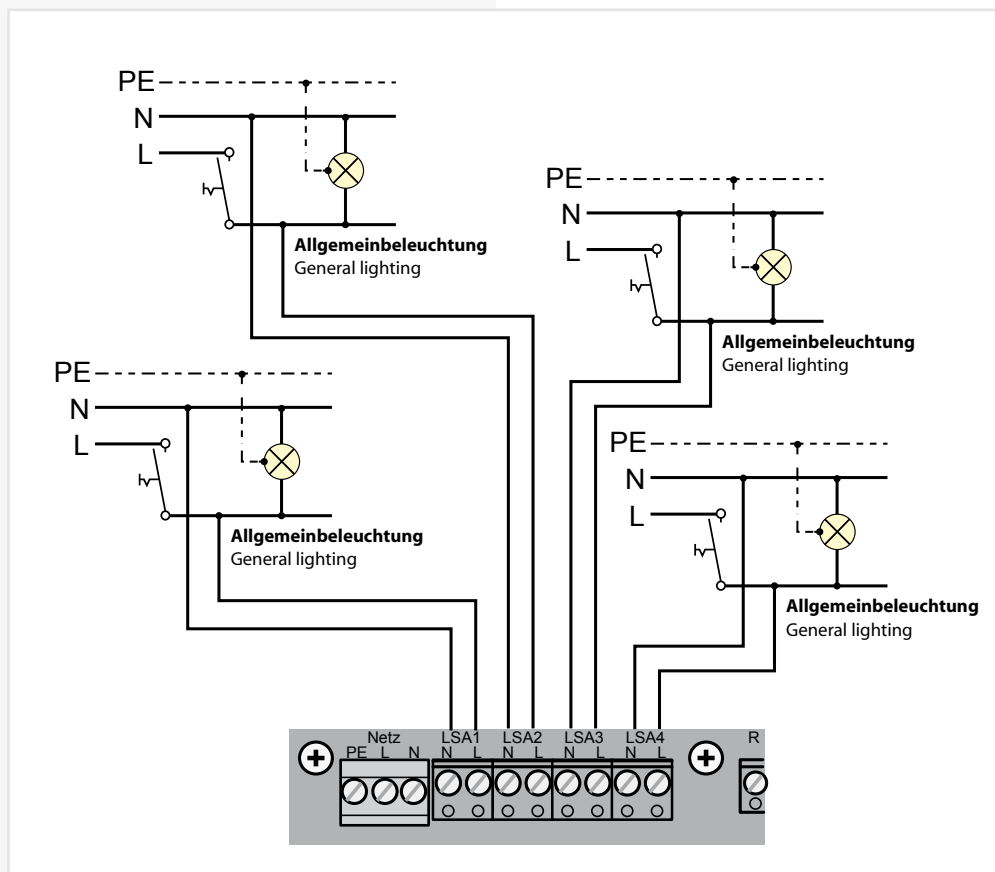 PE
N
L
Allgemeinbeleuchtung
General lighting
PE
N
L
Allgemeinbeleuchtung
General lighting
PE
N
L
Allgemeinbeleuchtung
General lighting
PE
N
L
Allgemeinbeleuchtung
General lighting
Netz LSA1 LSA2 LSA3 LSA4 R
PE L N N L N L N L N L